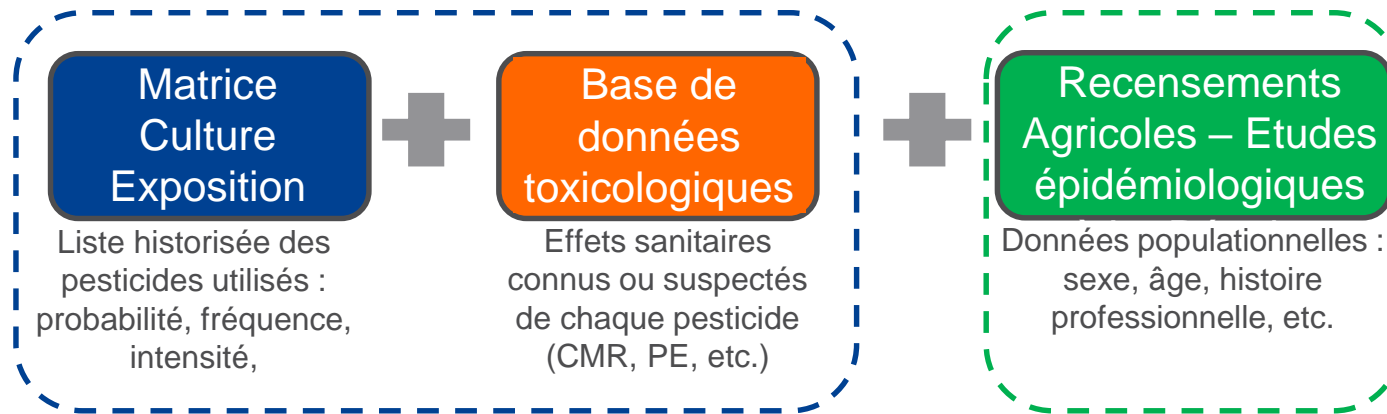 Matrice
Culture
Exposition
Liste historisée des
pesticides utilisés :
probabilité, fréquence,
intensité,
Base de
données
toxicologiques
Effets sanitaires
connus ou suspectés
de chaque pesticide
(CMR, PE, etc.)
Recensements
Agricoles – Etudes
épidémiologiques
Données populationnelles :
sexe, âge, histoire
professionnelle, etc.